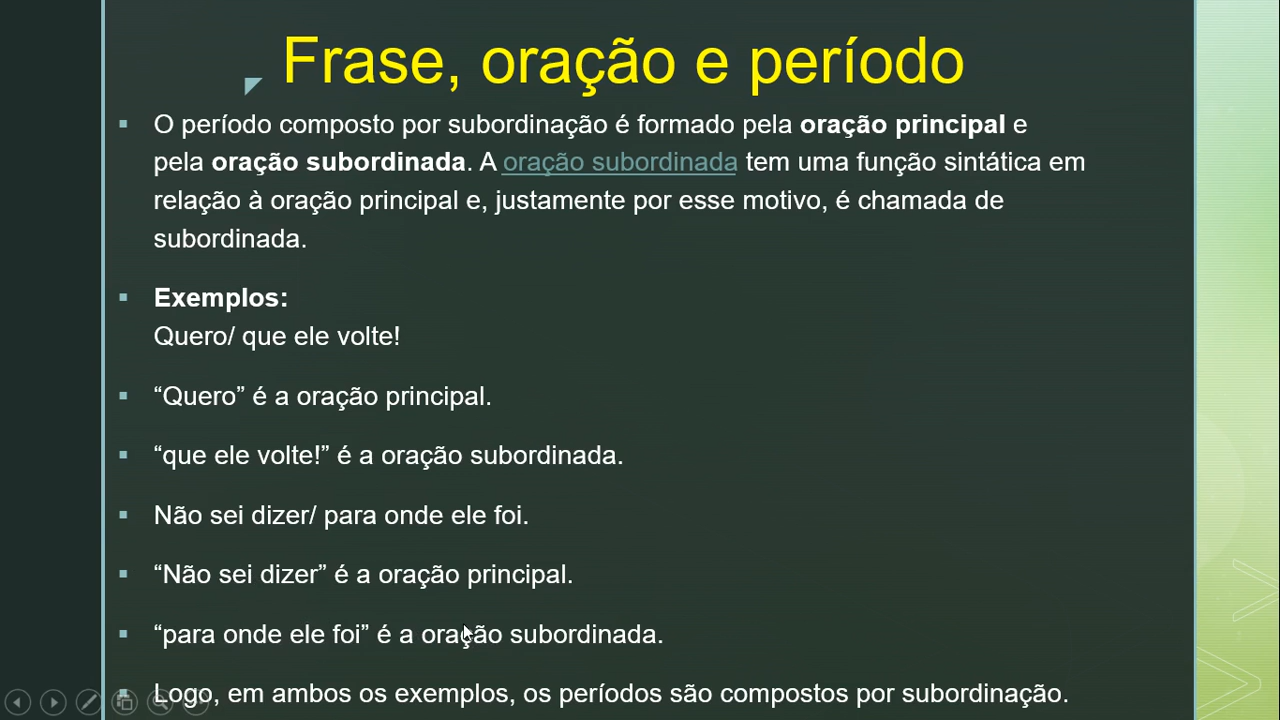 Frase, oração e período
O período composto por subordinação é formado pela oração principal e
pela oração subordinada. A oração subordinada tem uma função sintática em
relação à oração principal e, justamente por esse motivo, é chamada de
subordinada.
Exemplos:
Quero/ que ele volte!
“Quero” é a oração principal.
“que ele volte!” é a oração subordinada.
Não sei dizer/ para onde ele foi.
“Não sei dizer” é a oração principal.
“para onde ele foi” é a oração subordinada.
Logo, em ambos os exemplos, os períodos são compostos por subordinação.